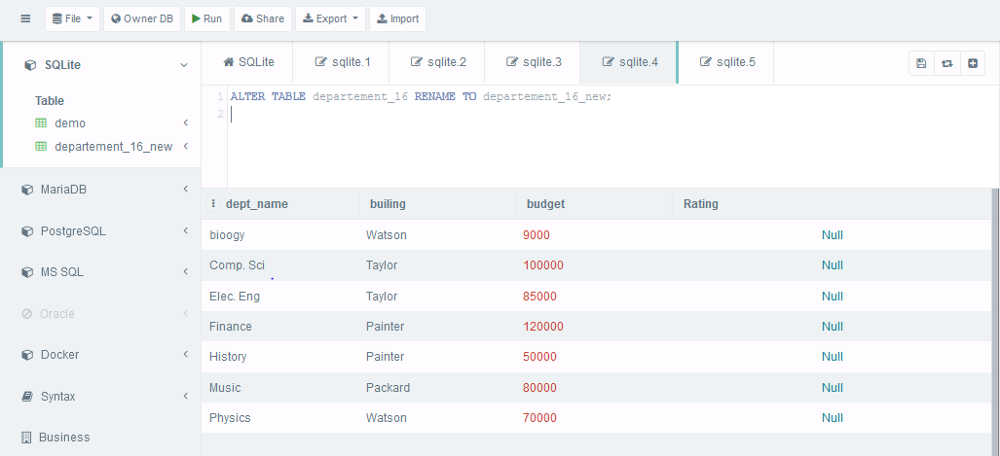 File Owner DB Run Share Export Import
SQLite
Table
demo
departement_16_new
MariaDB
PostgreSQL
MS SQL
Oracle
Docker
Syntax
Business
SQLite sqlite.1 sqlite.2 sqlite.3 sqlite.4 sqlite.5
1 ALTER TABLE departement_16 RENAME TO departement_16_new;
2
dept_name builing budget Rating
bioogy Watson 9000 Null
Comp. Sci Taylor 100000 Null
Elec. Eng Taylor 85000 Null
Finance Painter 120000 Null
History Painter 50000 Null
Music Packard 80000 Null
Physics Watson 70000 Null